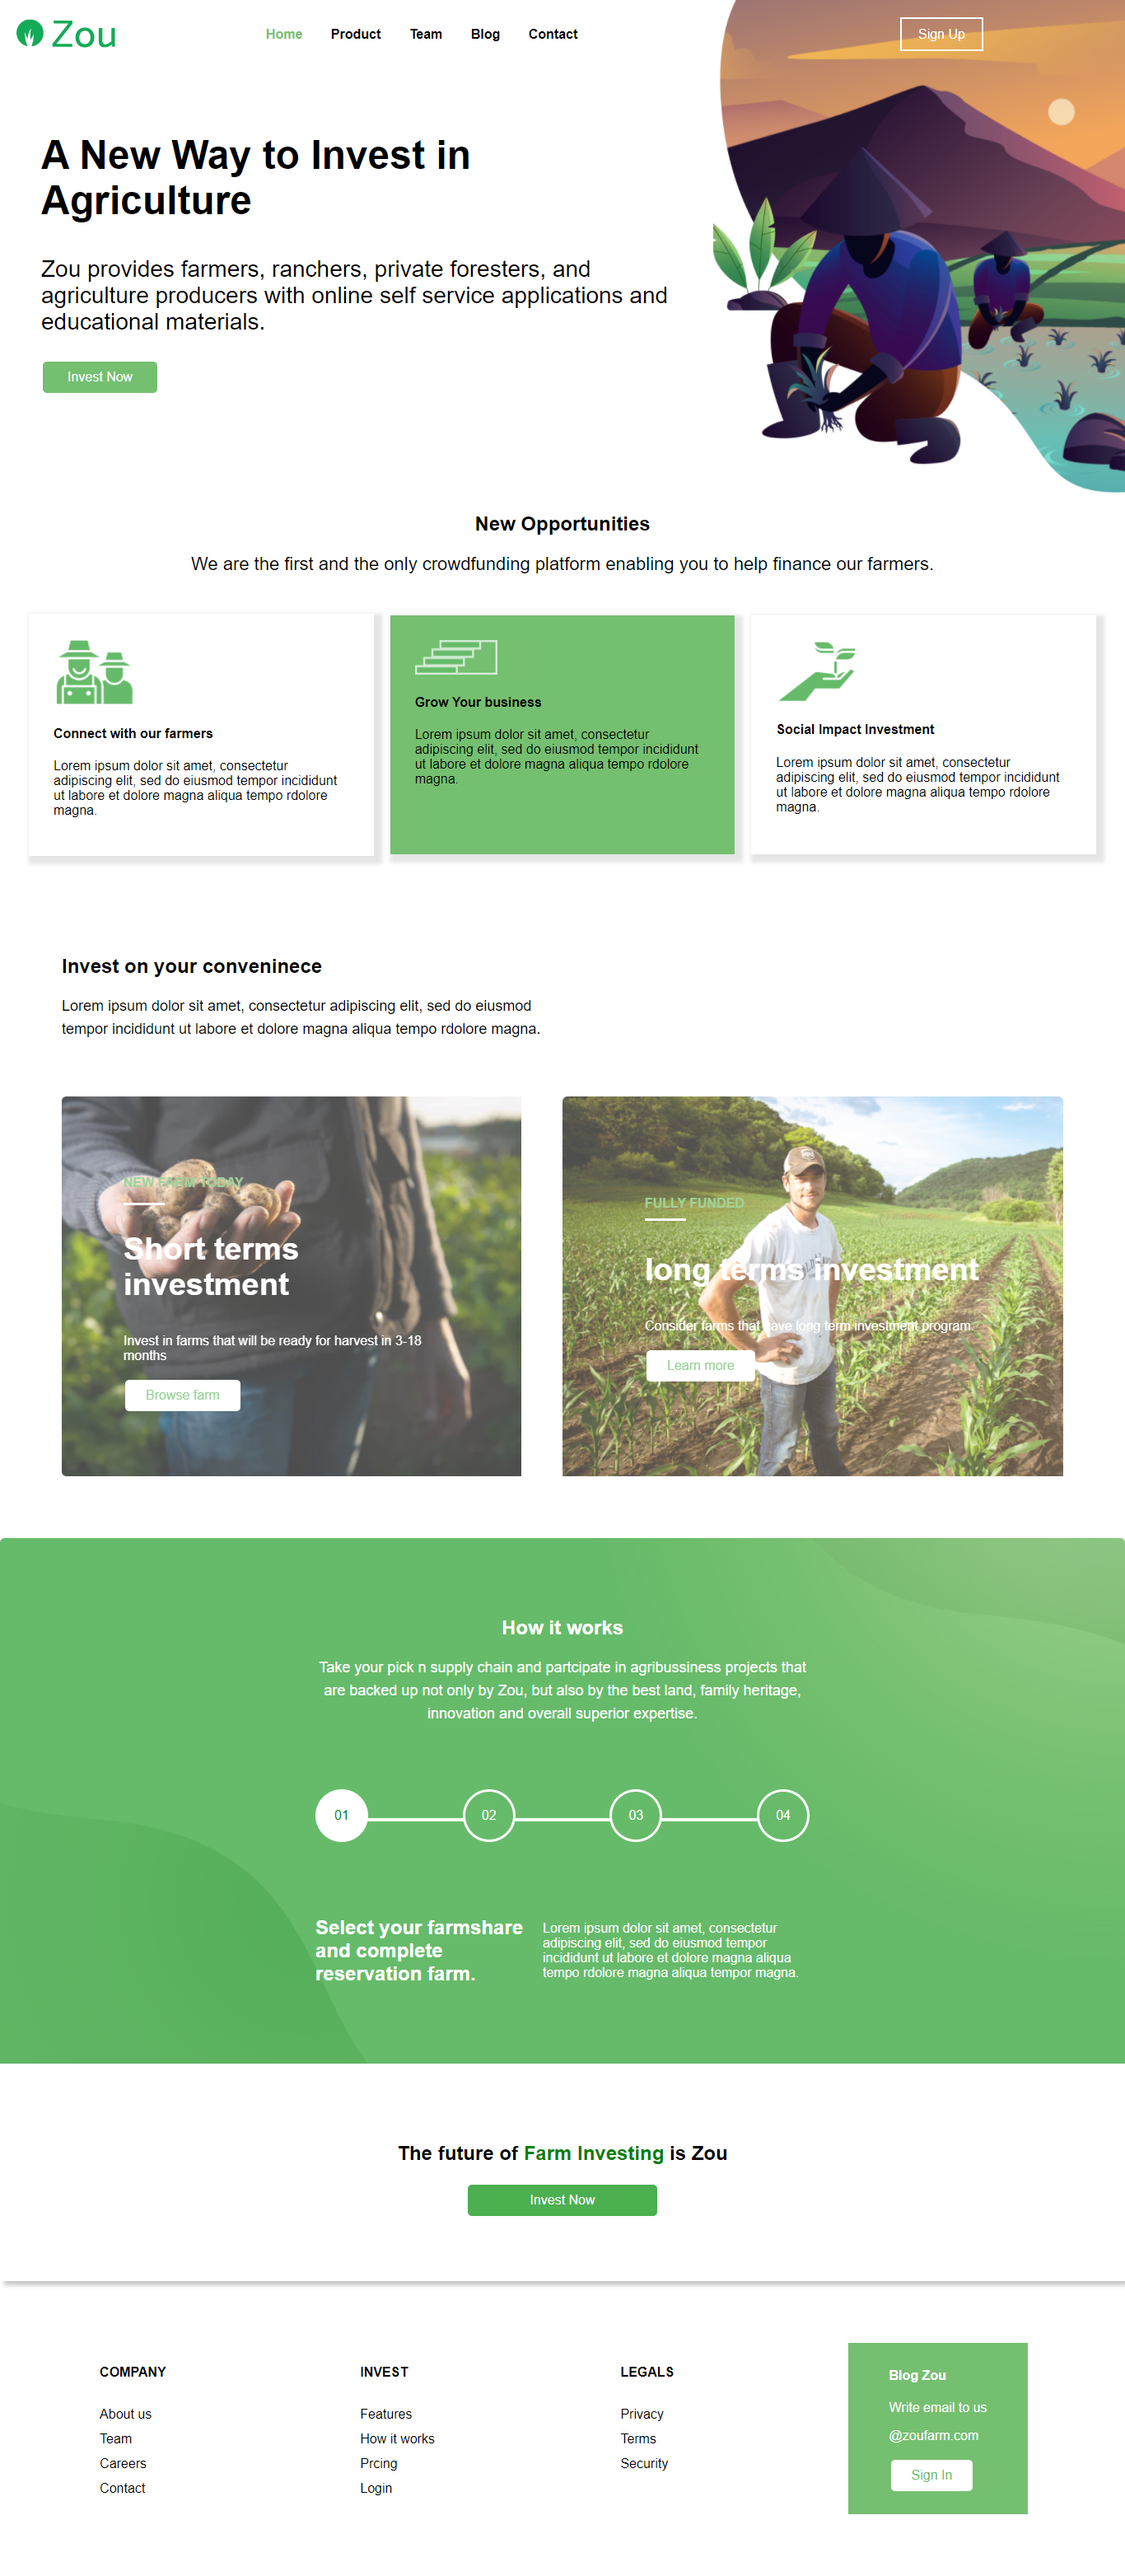 Zou
Home Product Team Blog Contact
Sign Up
A New Way to Invest in
Agriculture
Zou provides farmers, ranchers, private foresters, and
agriculture producers with online self service applications and
educational materials.
Invest Now
New Opportunities
We are the first and the only crowdfunding platform enabling you to help finance our farmers.
Connect with our farmers
Lorem ipsum dolor sit amet, consectetur
adipiscing elit, sed do eiusmod tempor incididunt
ut labore et dolore magna aliqua tempo rdolore
magna.
Grow Your business
Lorem ipsum dolor sit amet, consectetur
adipiscing elit, sed do eiusmod tempor incididunt
ut labore et dolore magna aliqua tempo rdolore
magna.
Social Impact Investment
Lorem ipsum dolor sit amet, consectetur
adipiscing elit, sed do eiusmod tempor incididunt
ut labore et dolore magna aliqua tempo rdolore
magna.
Invest on your conveninece
Lorem ipsum dolor sit amet, consectetur adipiscing elit, sed do eiusmod
tempor incididunt ut labore et dolore magna aliqua tempo rdolore magna.
NEW FARM TODAY
Short terms
investment
Invest in farms that will be ready for harvest in 3-18
months
Browse farm
FULLY FUNDED
long terms investment
Consider farms that have long term investment program.
Learn more
How it works
Take your pick n supply chain and partcipate in agribussiness projects that
are backed up not only by Zou, but also by the best land, family heritage,
innovation and overall superior expertise.
01 02 03 04
Select your farmshare
and complete
reservation farm.
Lorem ipsum dolor sit amet, consectetur
adipiscing elit, sed do eiusmod tempor
incididunt ut labore et dolore magna aliqua
tempo rdolore magna aliqua tempor magna.
The future of Farm Investing is Zou
Invest Now
COMPANY
About us
Team
Careers
Contact
INVEST
Features
How it works
Prcing
Login
LEGALS
Privacy
Terms
Security
Blog Zou
Write email to us
@zoufarm.com
Sign In